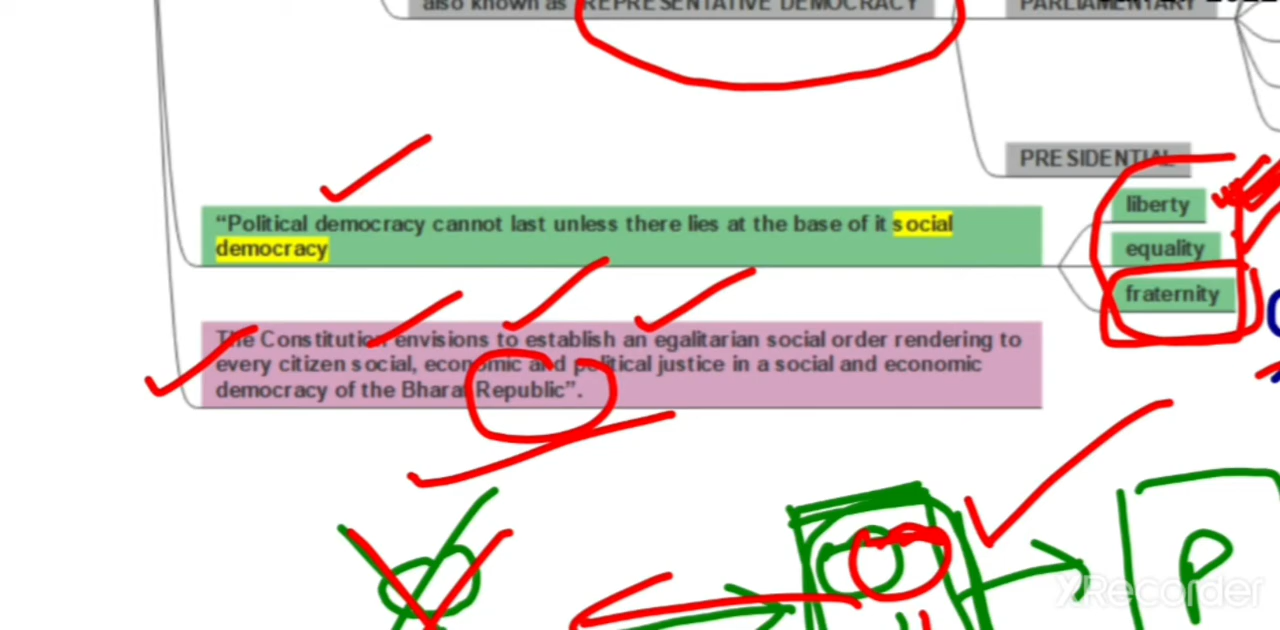 also known as REPRESENTATIVE DEMOCRACY
PARLIAMENTARY
PRESIDENTIAL
“Political democracy cannot last unless there lies at the base of it social
democracy
liberty
equality
fraternity
The Constitution envisions to establish an egalitarian social order rendering to
every citizen social, economic and political justice in a social and economic
democracy of the Bharat Republic”.
P
XRecorder